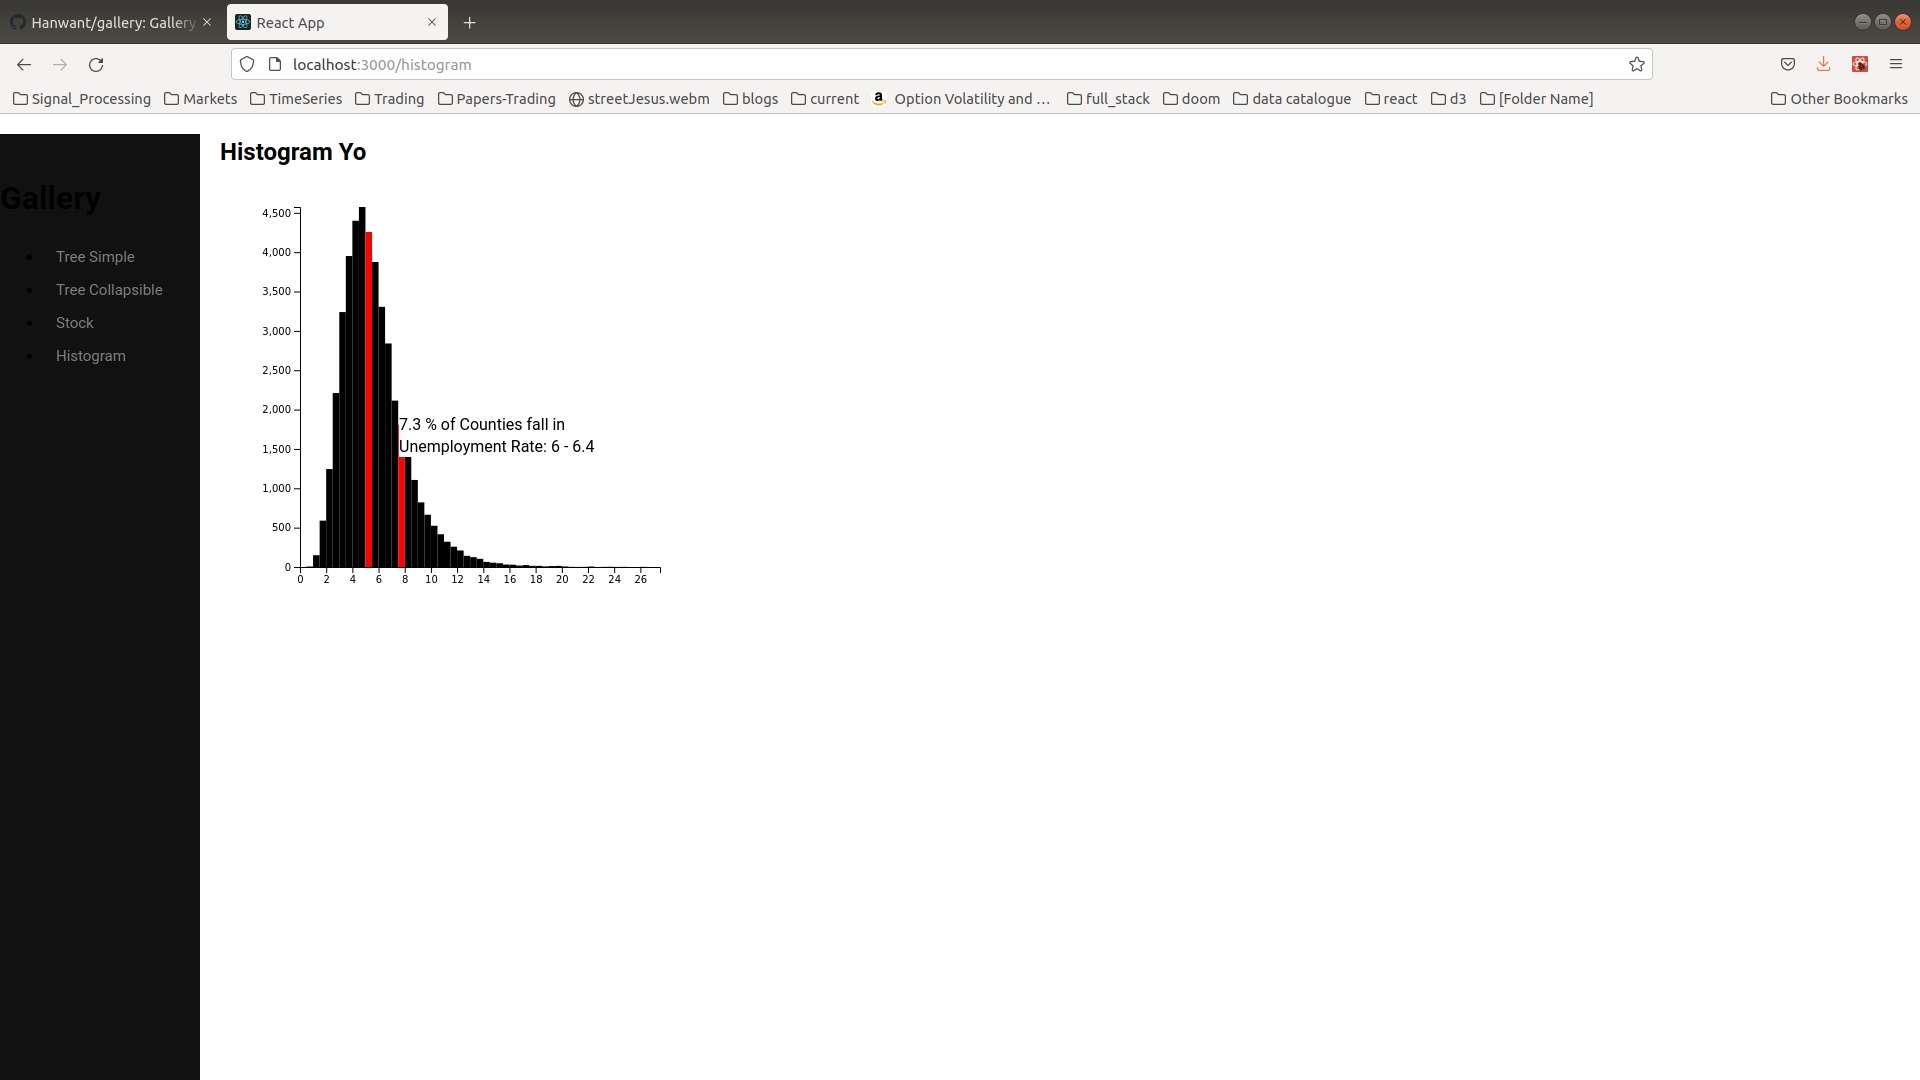 Hanwant/gallery: Gallery
React App
localhost:3000/histogram
Signal_Processing Markets TimeSeries Trading Papers-Trading streetJesus.webm blogs current Option Volatility and … full_stack doom data catalogue react d3 [Folder Name] Other Bookmarks
Gallery
Tree Simple
Tree Collapsible
Stock
Histogram
Histogram Yo
4,500
4,000
3,500
3,000
2,500
2,000
1,500
1,000
500
0
7.3 % of Counties fall in
Unemployment Rate: 6 - 6.4
0 2 4 6 8 10 12 14 16 18 20 22 24 26